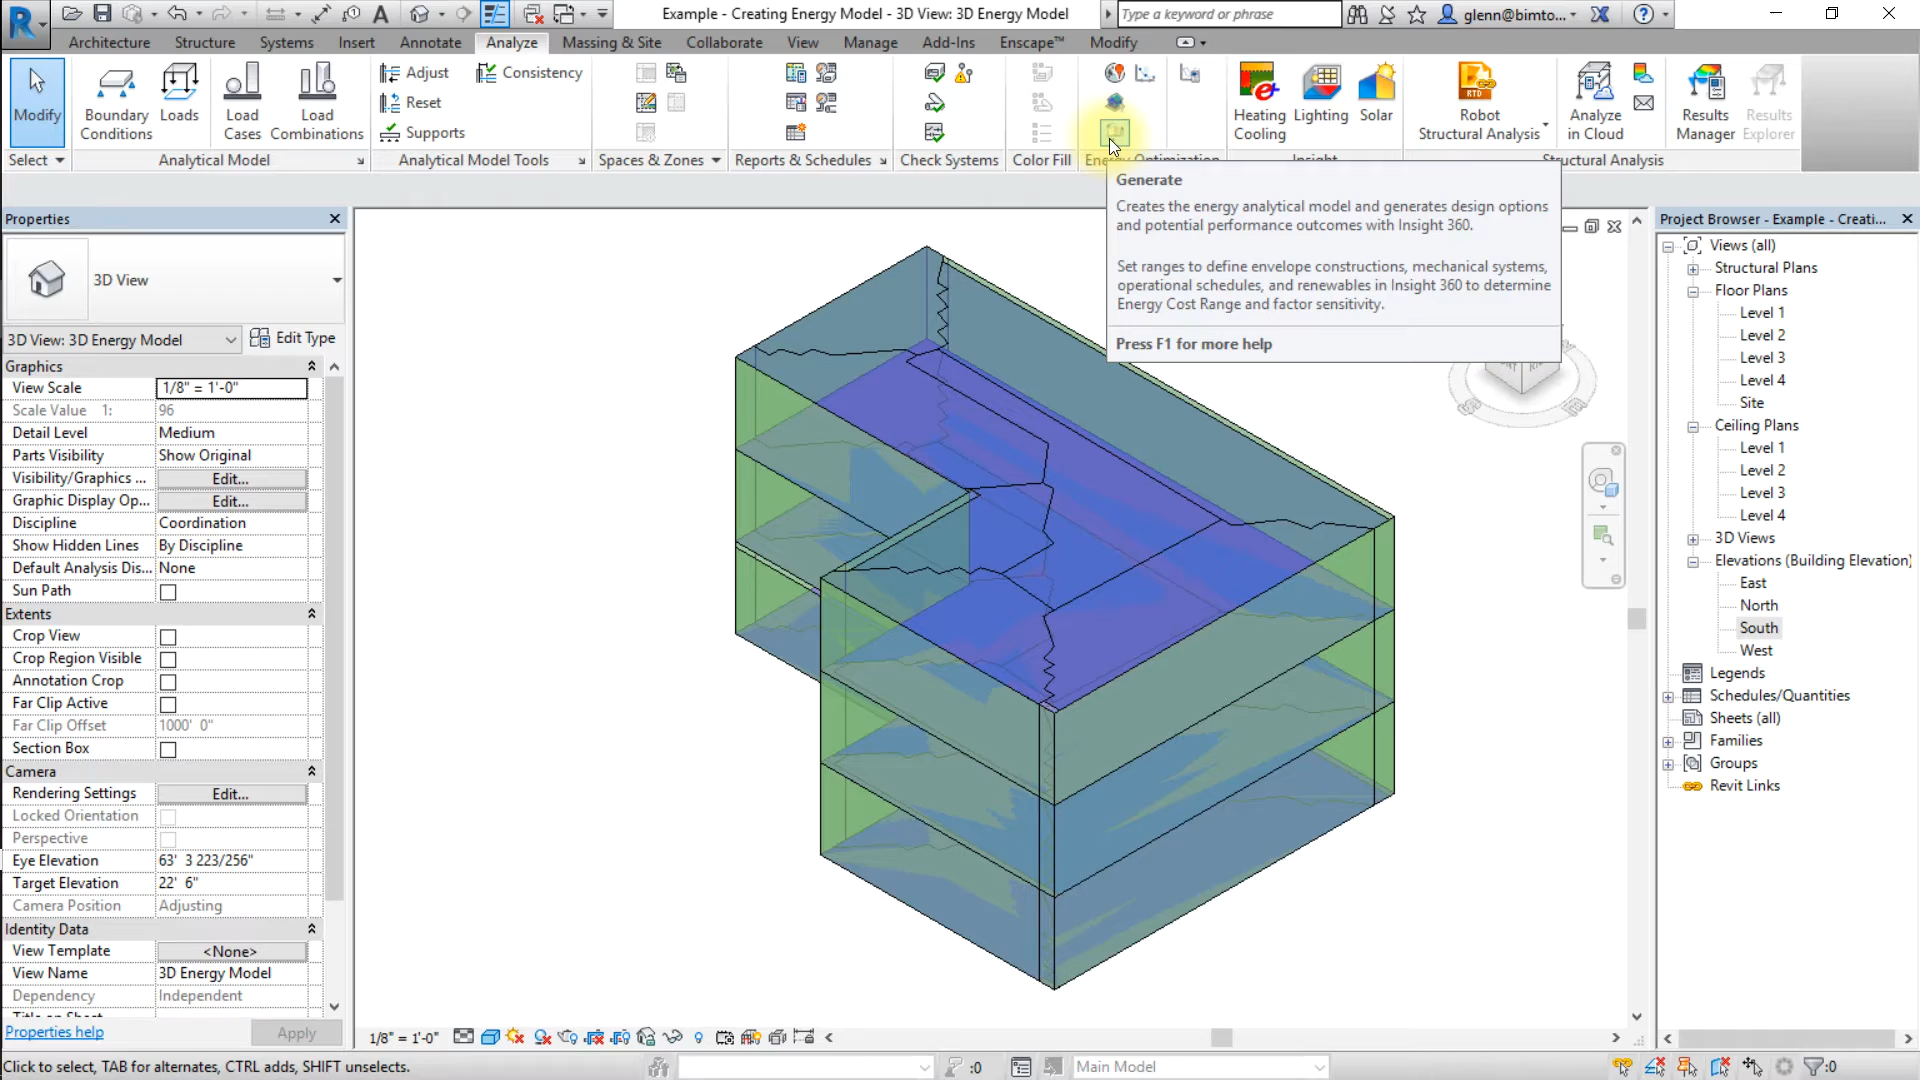 Example - Creating Energy Model - 3D View: 3D Energy Model
Type a keyword or phrase
glenn@bimto...
Architecture Structure Systems Insert Annotate Analyze Massing & Site Collaborate View Manage Add-Ins Enscape™ Modify
Modify
Boundary
Conditions
Loads
Load
Cases
Load
Combinations
Adjust
Reset
Supports
Consistency
Heating
Cooling
Lighting
Solar
Robot
Structural Analysis
Analyze
in Cloud
Results
Manager
Results
Explorer
Select
Analytical Model
Analytical Model Tools
Spaces & Zones
Reports & Schedules
Check Systems
Color Fill
Energy Optimization
Insight
Structural Analysis
Generate
Creates the energy analytical model and generates design options
and potential performance outcomes with Insight 360.
Set ranges to define envelope constructions, mechanical systems,
operational schedules, and renewables in Insight 360 to determine
Energy Cost Range and factor sensitivity.
Press F1 for more help
Properties
3D View
3D View: 3D Energy Model
Edit Type
Graphics
View Scale 1/8" = 1'-0"
Scale Value 1: 96
Detail Level Medium
Parts Visibility Show Original
Visibility/Graphics ... Edit...
Graphic Display Op... Edit...
Discipline Coordination
Show Hidden Lines By Discipline
Default Analysis Dis... None
Sun Path
Extents
Crop View
Crop Region Visible
Annotation Crop
Far Clip Active
Far Clip Offset 1000' 0"
Section Box
Camera
Rendering Settings Edit...
Locked Orientation
Perspective
Eye Elevation 63' 3 223/256"
Target Elevation 22' 6"
Camera Position Adjusting
Identity Data
View Template <None>
View Name 3D Energy Model
Dependency Independent
Properties help
Apply
Project Browser - Example - Creati...
Views (all)
Structural Plans
Floor Plans
Level 1
Level 2
Level 3
Level 4
Site
Ceiling Plans
Level 1
Level 2
Level 3
Level 4
3D Views
Elevations (Building Elevation)
East
North
South
West
Legends
Schedules/Quantities
Sheets (all)
Families
Groups
Revit Links
1/8" = 1'-0"
Click to select, TAB for alternates, CTRL adds, SHIFT unselects.
:0
Main Model
:0